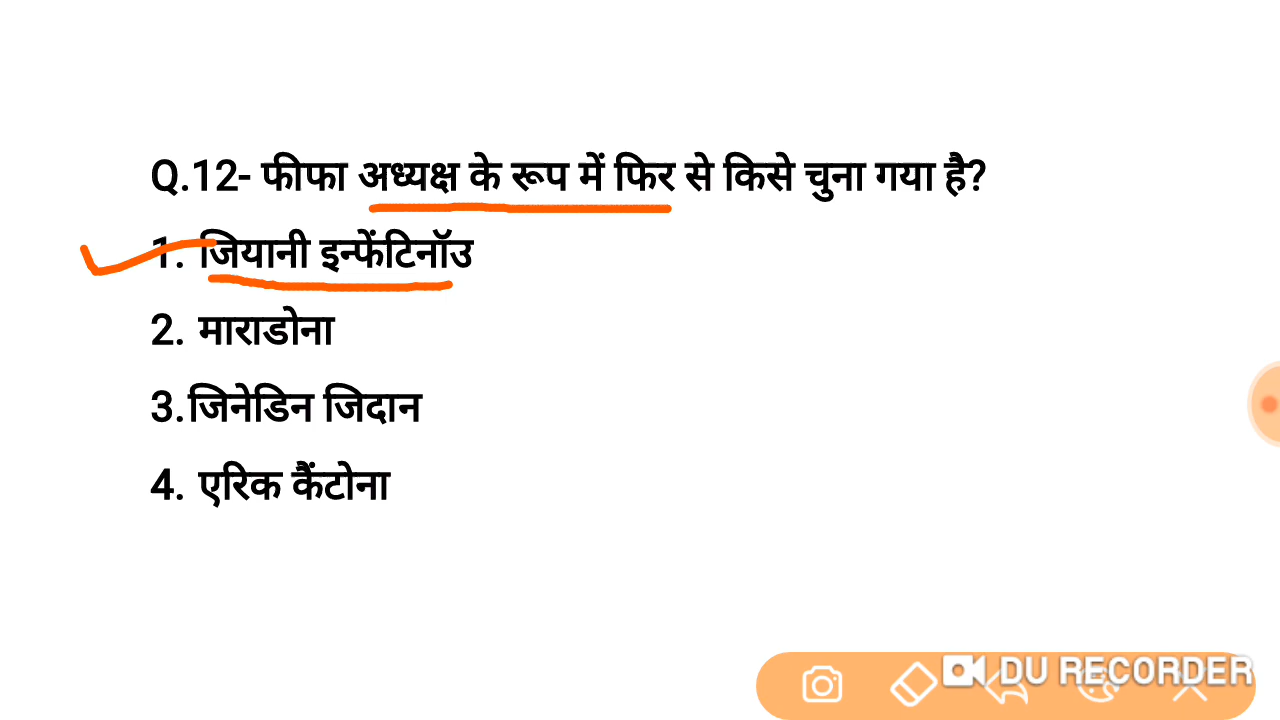 Q.12- फीफा अध्यक्ष के रूप में फिर से किसे चुना गया है?
1. जियानी इन्फेंटिनॉउ
2. माराडोना
3.जिनेडिन जिदान
4. एरिक कैंटोना
DU RECORDER